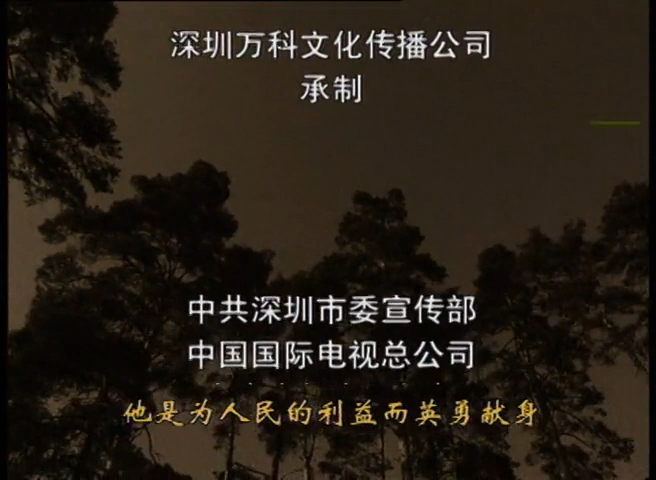 深圳万科文化传播公司
承制
中共深圳市委宣传部
中国国际电视总公司
他是为人民的利益而英勇献身